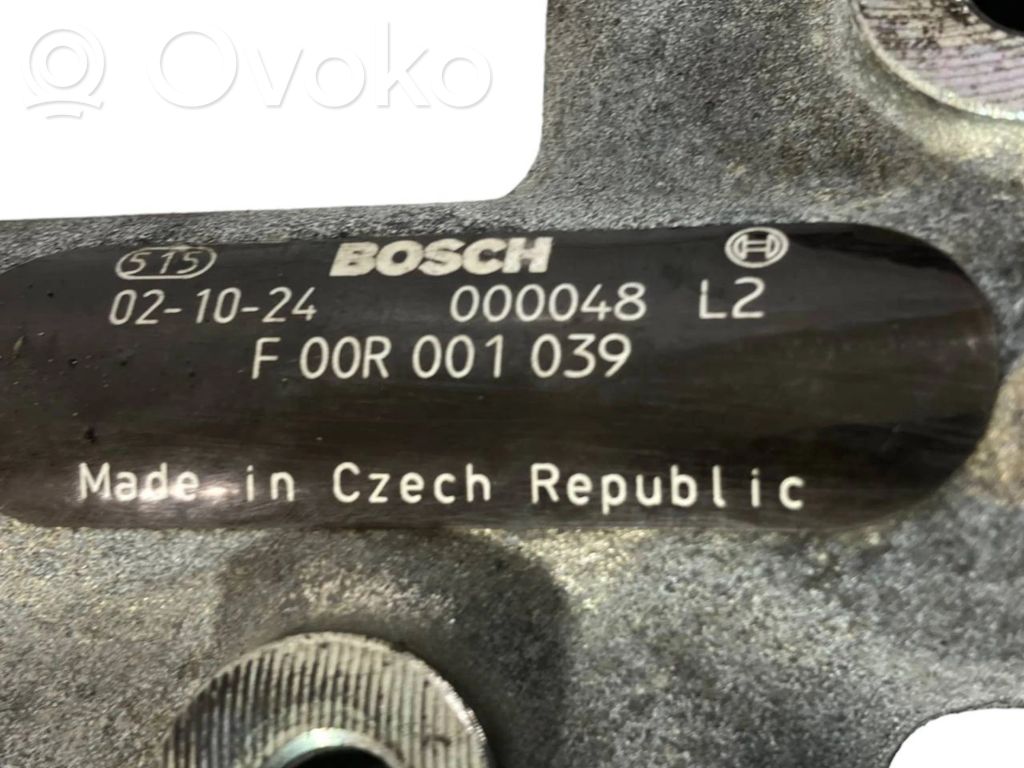 Ovoko
515 BOSCH
02-10-24 000048 L2
F 00R 001 039
Made in Czech Republic